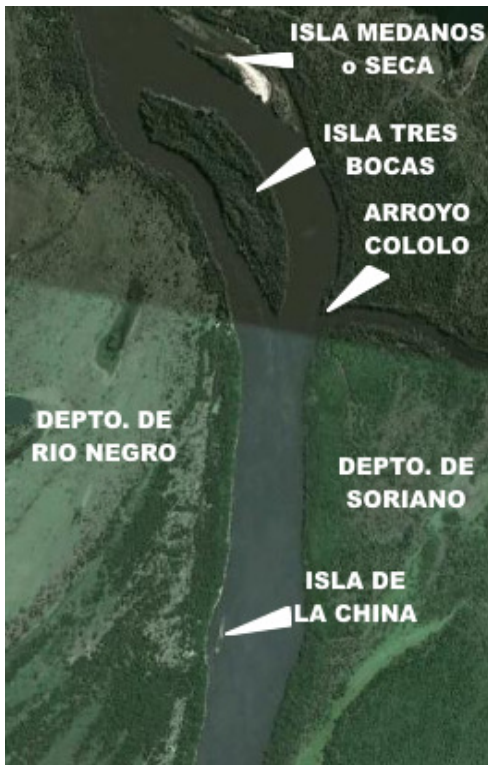 ISLA MEDANOS
o SECA
ISLA TRES
BOCAS
ARROYO
COLOLO
DEPTO. DE
RIO NEGRO
DEPTO. DE
SORIANO
ISLA DE
LA CHINA